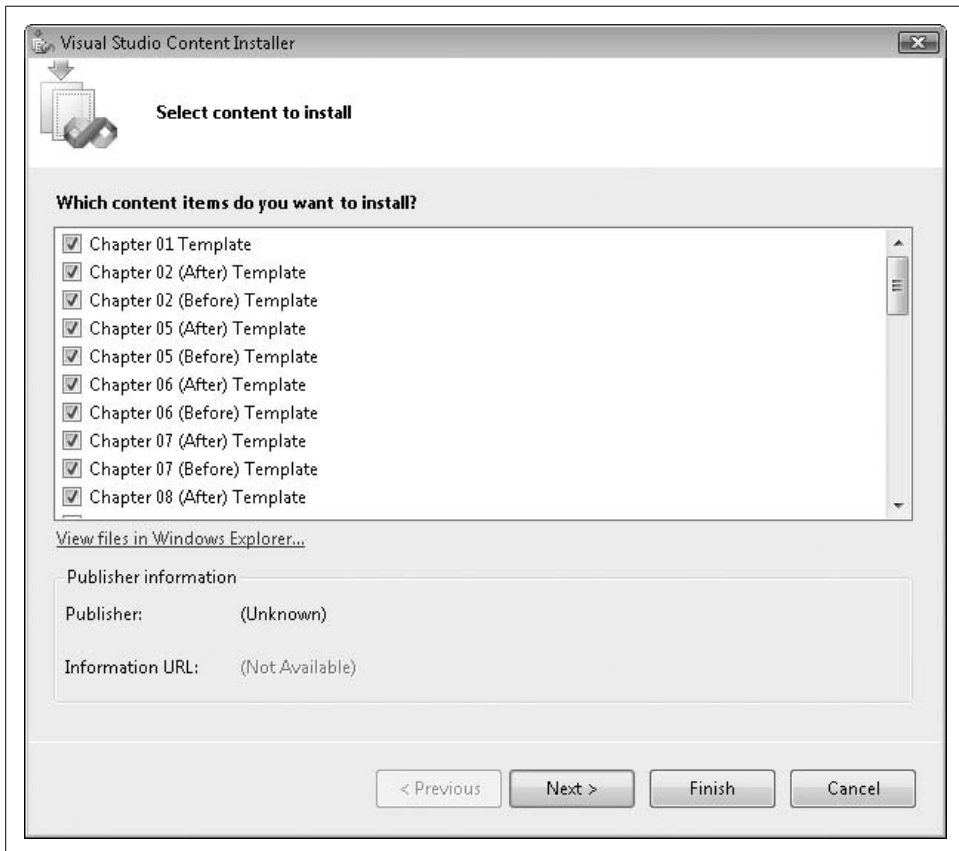 Visual Studio Content Installer
Select content to install
Which content items do you want to install?
Chapter 01 Template
Chapter 02 (After) Template
Chapter 02 (Before) Template
Chapter 05 (After) Template
Chapter 05 (Before) Template
Chapter 06 (After) Template
Chapter 06 (Before) Template
Chapter 07 (After) Template
Chapter 07 (Before) Template
Chapter 08 (After) Template
View files in Windows Explorer...
Publisher information
Publisher: (Unknown)
Information URL: (Not Available)
< Previous Next > Finish Cancel